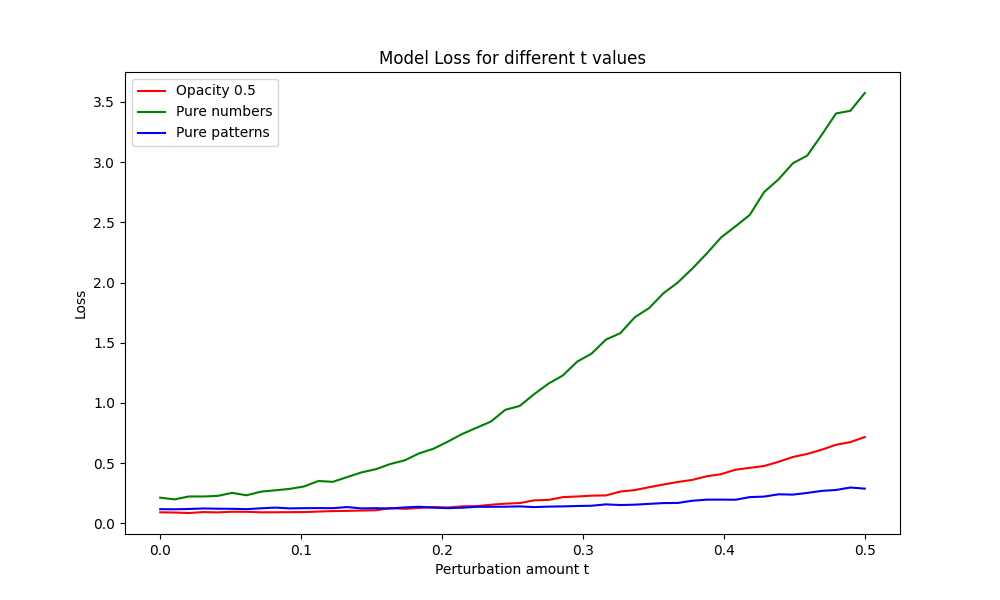 Model Loss for different t values
Opacity 0.5
Pure numbers
Pure patterns
3.5
3.0
2.5
2.0
1.5
1.0
0.5
0.0
Loss
0.0 0.1 0.2 0.3 0.4 0.5
Perturbation amount t